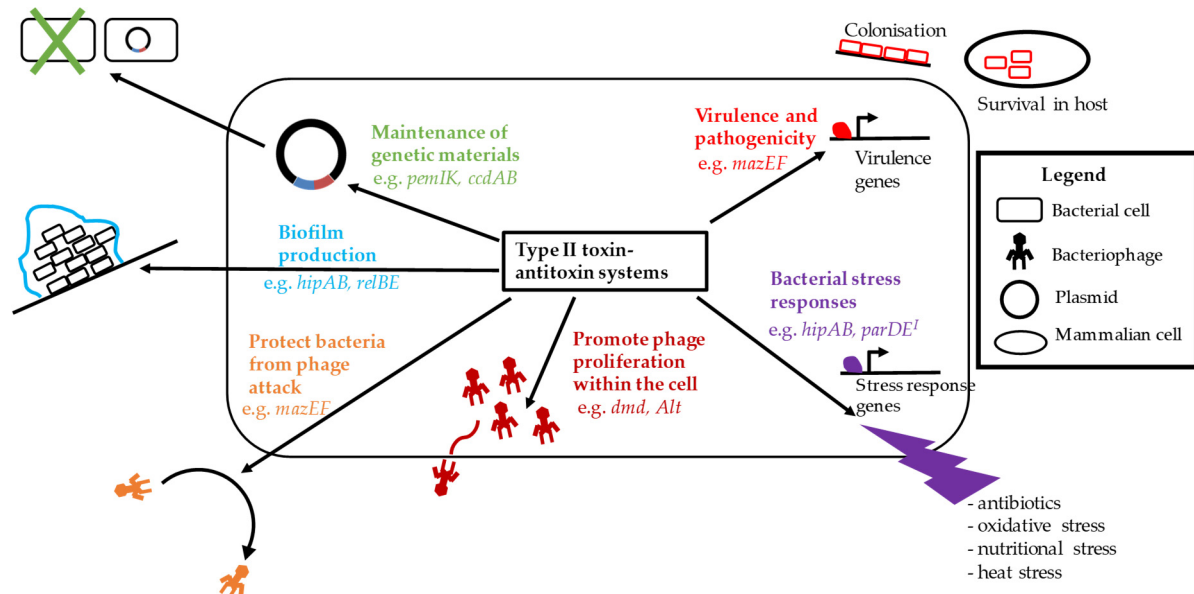 Colonisation
Survival in host
Maintenance of
genetic materials
e.g. pemIK, ccdAB
Virulence and
pathogenicity
e.g. mazEF
Virulence
genes
Biofilm
production
e.g. hipAB, relBE
Type II toxin-
antitoxin systems
Bacterial stress
responses
e.g. hipAB, parDEᴵ
Stress response
genes
Protect bacteria
from phage
attack
e.g. mazEF
Promote phage
proliferation
within the cell
e.g. dmd, Alt
- antibiotics
- oxidative stress
- nutritional stress
- heat stress
Legend
Bacterial cell
Bacteriophage
Plasmid
Mammalian cell